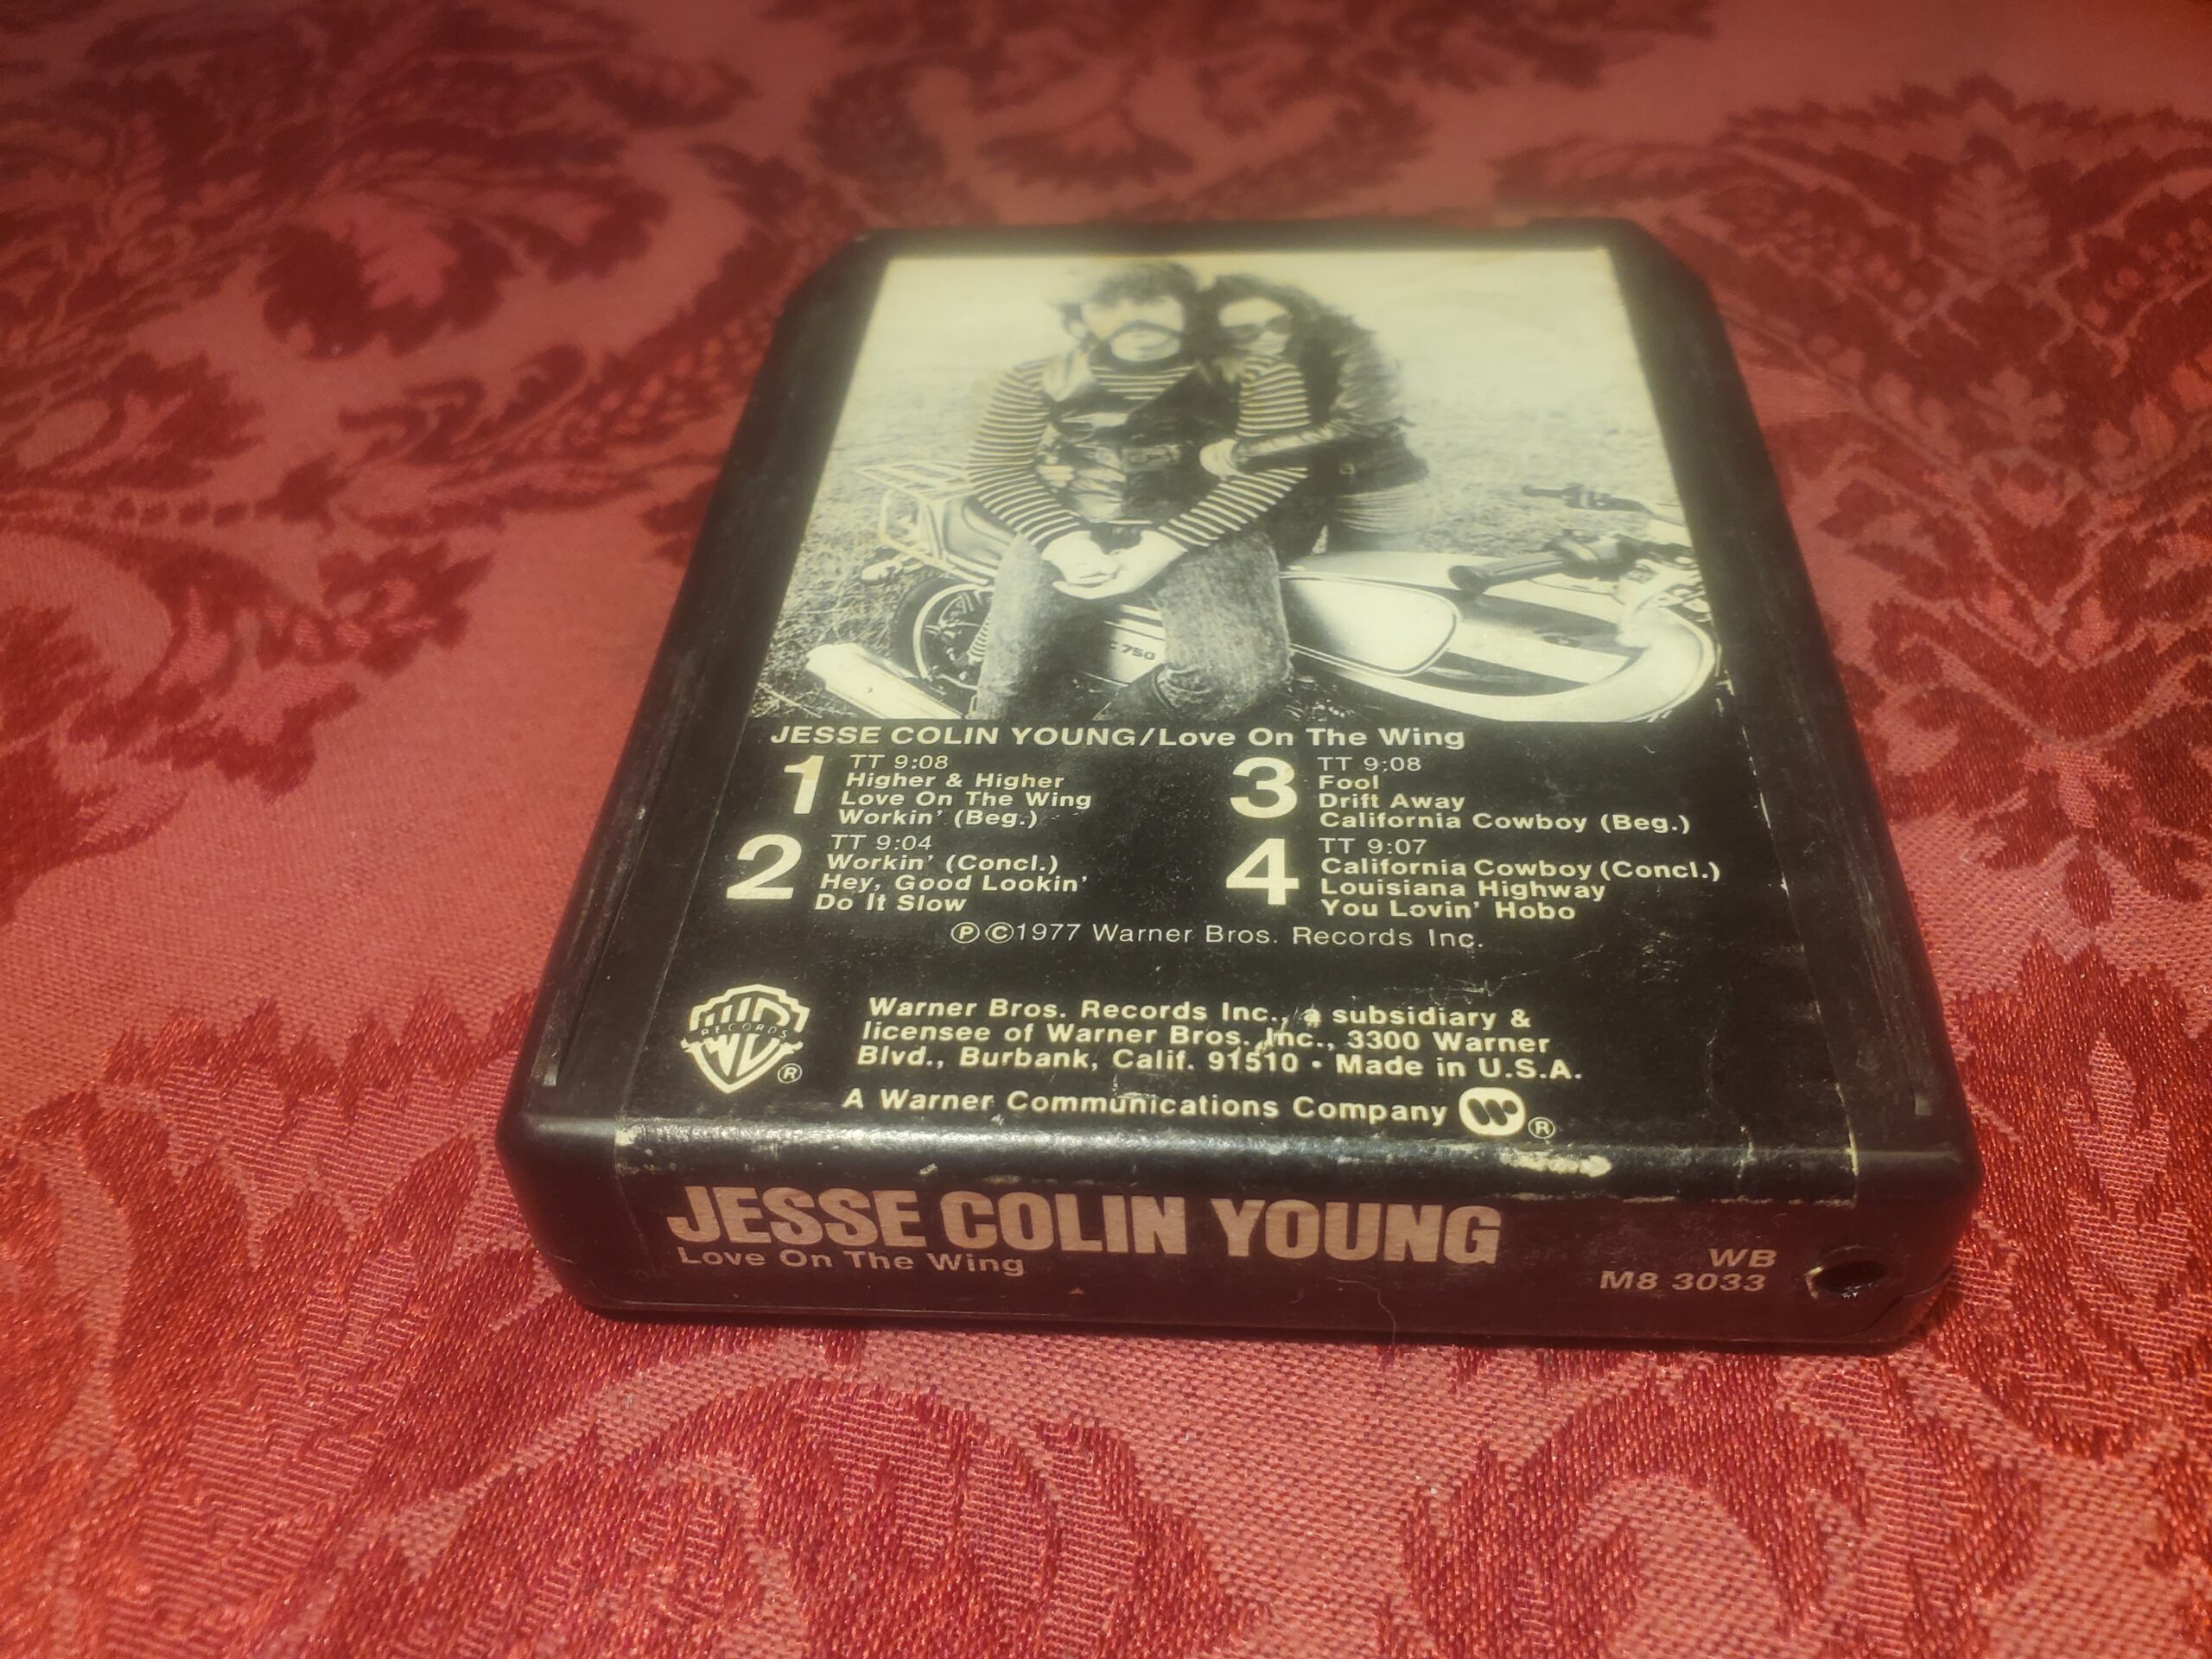 C 750
JESSE COLIN YOUNG/Love On The Wing
1
TT 9:08
Higher & Higher
Love On The Wing
Workin' (Beg.)
2
TT 9:04
Workin' (Concl.)
Hey, Good Lookin'
Do It Slow
3
TT 9:08
Fool
Drift Away
California Cowboy (Beg.)
4
TT 9:07
California Cowboy (Concl.)
Louisiana Highway
You Lovin' Hobo
Ⓟ©1977 Warner Bros. Records Inc.
RECORDS
®
Warner Bros. Records Inc., a subsidiary &
licensee of Warner Bros. Inc., 3300 Warner
Blvd., Burbank, Calif. 91510 • Made in U.S.A.
A Warner Communications Company ®
JESSE COLIN YOUNG
Love On The Wing
WB
M8 3033